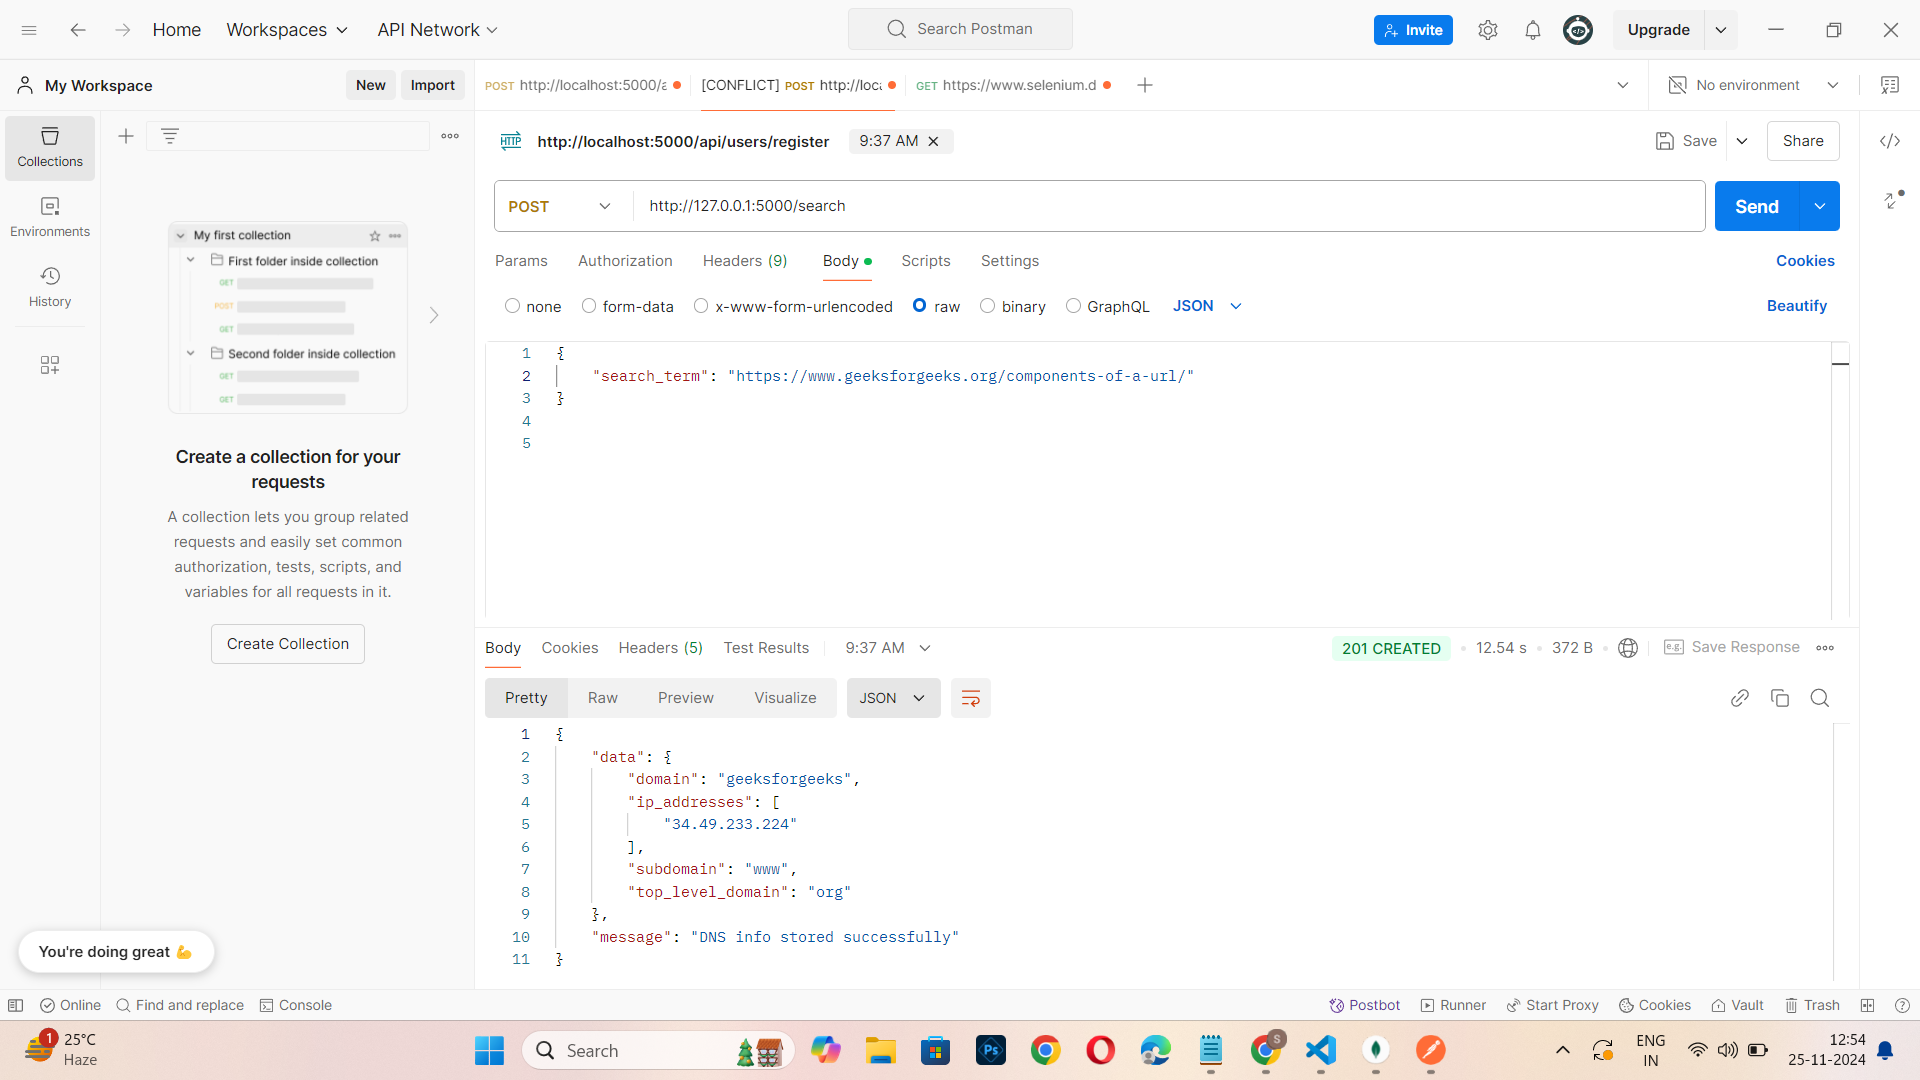 Home
Workspaces
API Network
Search Postman
Invite
Upgrade
My Workspace
New
Import
POST http://localhost:5000/a
[CONFLICT] POST http://loc
GET https://www.selenium.d
No environment
Collections
Environments
History
My first collection
First folder inside collection
GET
POST
GET
Second folder inside collection
GET
GET
Create a collection for your
requests
A collection lets you group related
requests and easily set common
authorization, tests, scripts, and
variables for all requests in it.
Create Collection
You're doing great 💪
HTTP
http://localhost:5000/api/users/register
9:37 AM
Save
Share
POST
http://127.0.0.1:5000/search
Send
Params
Authorization
Headers (9)
Body
Scripts
Settings
Cookies
none
form-data
x-www-form-urlencoded
raw
binary
GraphQL
JSON
Beautify
1 {
2 "search_term": "https://www.geeksforgeeks.org/components-of-a-url/"
3 }
4
5
Body
Cookies
Headers (5)
Test Results
9:37 AM
201 CREATED
12.54 s
372 B
e.g.
Save Response
Pretty
Raw
Preview
Visualize
JSON
1 {
2 "data": {
3 "domain": "geeksforgeeks",
4 "ip_addresses": [
5 "34.49.233.224"
6 ],
7 "subdomain": "www",
8 "top_level_domain": "org"
9 },
10 "message": "DNS info stored successfully"
11 }
Online
Find and replace
Console
Postbot
Runner
Start Proxy
Cookies
Vault
Trash
1
25°C
Haze
Search
Ps
S
ENG
IN
12:54
25-11-2024